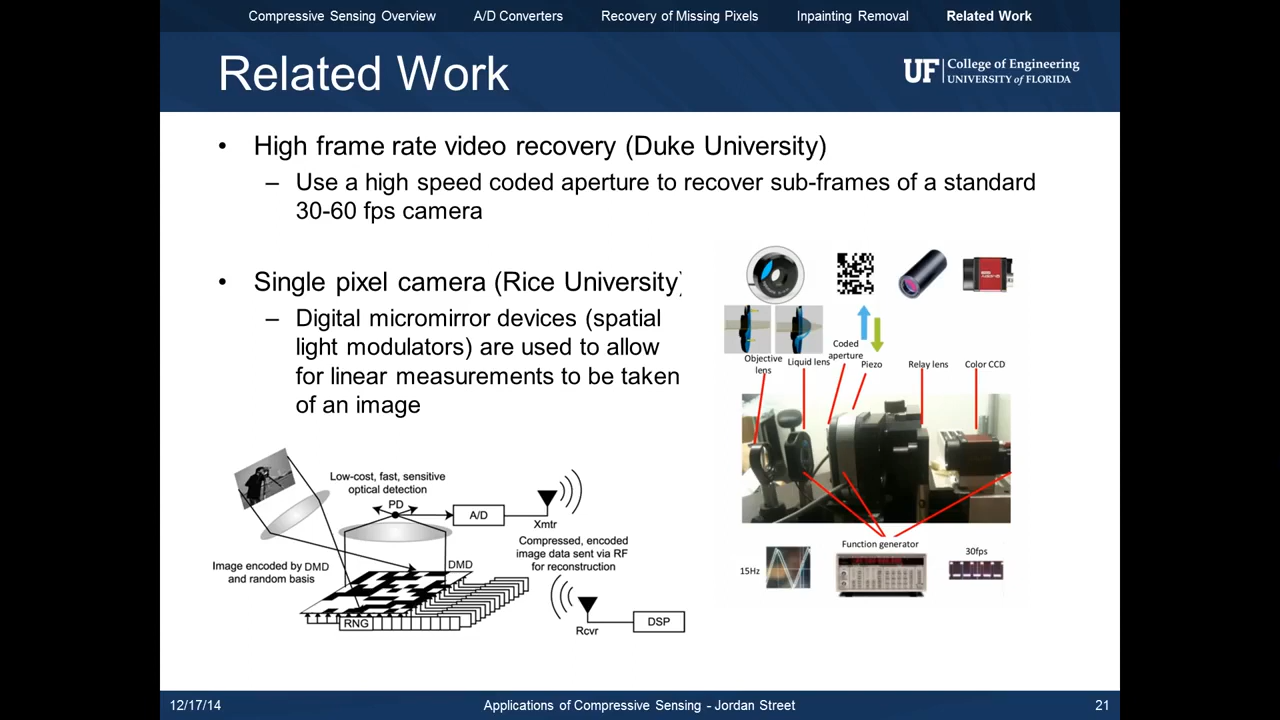 Compressive Sensing Overview A/D Converters Recovery of Missing Pixels Inpainting Removal Related Work
Related Work
UF College of Engineering
UNIVERSITY of FLORIDA
• High frame rate video recovery (Duke University)
– Use a high speed coded aperture to recover sub-frames of a standard
30-60 fps camera
• Single pixel camera (Rice University)
– Digital micromirror devices (spatial
light modulators) are used to allow
for linear measurements to be taken
of an image
Objective
lens
Liquid lens
Coded
aperture
Piezo
Relay lens
Color CCD
Function generator
15Hz
30fps
Low-cost, fast, sensitive
optical detection
PD
A/D
Xmtr
Compressed, encoded
image data sent via RF
for reconstruction
Image encoded by DMD
and random basis
DMD
RNG
Rcvr
DSP
12/17/14 Applications of Compressive Sensing - Jordan Street 21